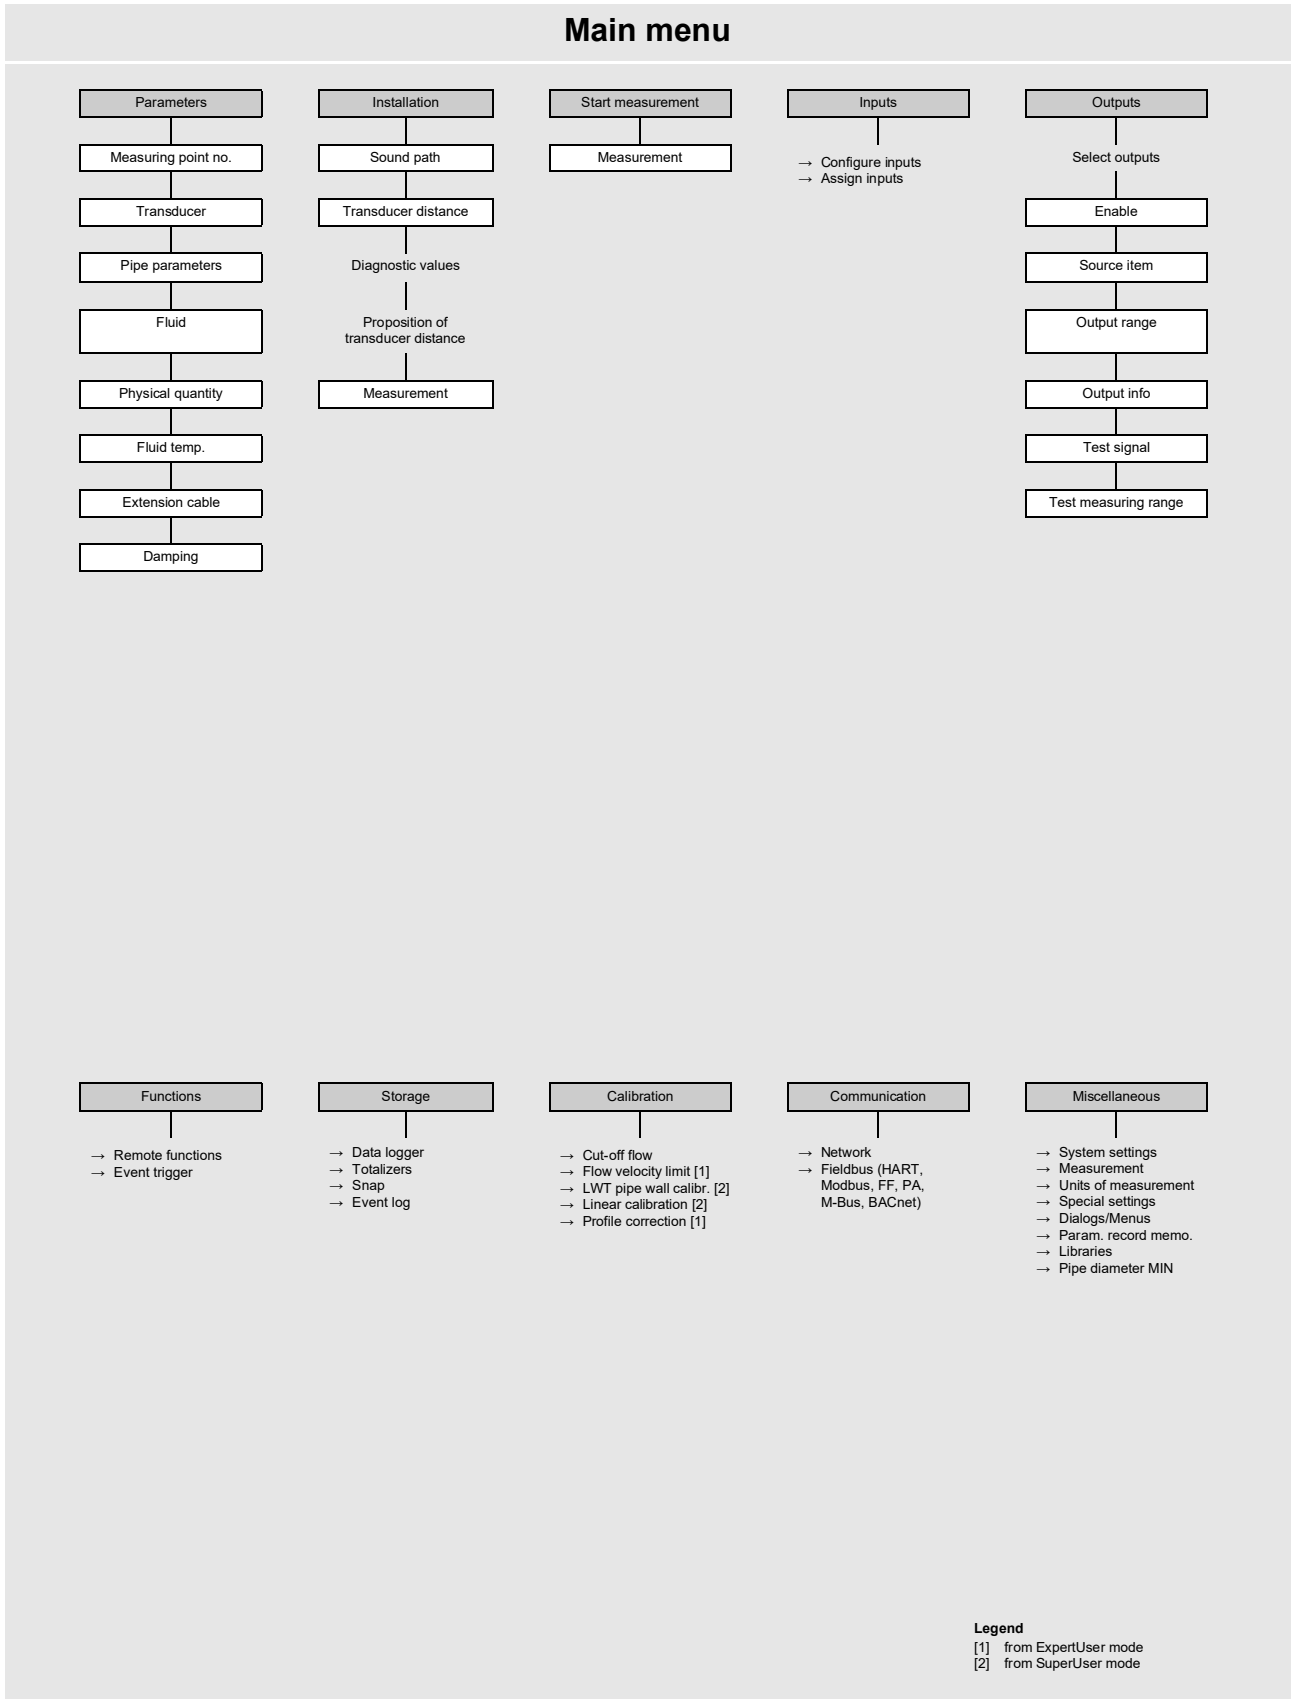 Main menu
Parameters
Measuring point no.
Transducer
Pipe parameters
Fluid
Physical quantity
Fluid temp.
Extension cable
Damping
Installation
Sound path
Transducer distance
Diagnostic values
Proposition of
transducer distance
Measurement
Start measurement
Measurement
Inputs
→ Configure inputs
→ Assign inputs
Outputs
Select outputs
Enable
Source item
Output range
Output info
Test signal
Test measuring range
Functions
→ Remote functions
→ Event trigger
Storage
→ Data logger
→ Totalizers
→ Snap
→ Event log
Calibration
→ Cut-off flow
→ Flow velocity limit [1]
→ LWT pipe wall calibr. [2]
→ Linear calibration [2]
→ Profile correction [1]
Communication
→ Network
→ Fieldbus (HART,
Modbus, FF, PA,
M-Bus, BACnet)
Miscellaneous
→ System settings
→ Measurement
→ Units of measurement
→ Special settings
→ Dialogs/Menus
→ Param. record memo.
→ Libraries
→ Pipe diameter MIN
Legend
[1] from ExpertUser mode
[2] from SuperUser mode